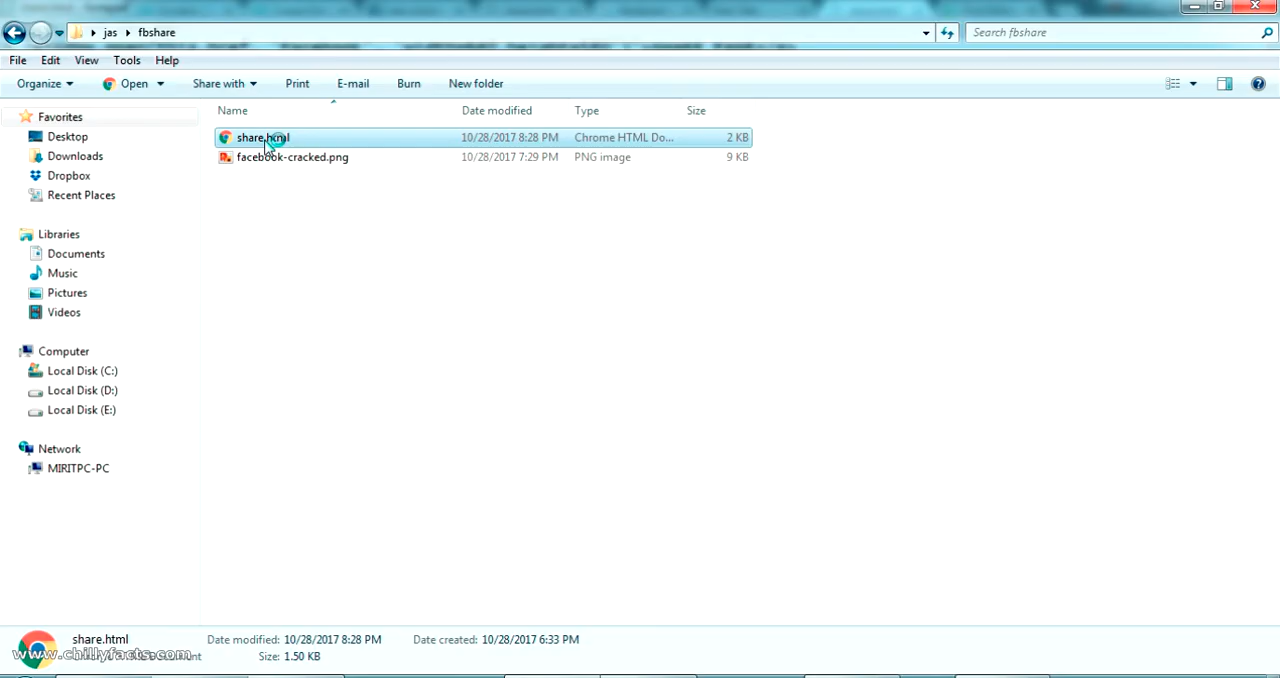 jas fbshare Search fbshare
File Edit View Tools Help
Organize Open Share with Print E-mail Burn New folder
Name Date modified Type Size
Favorites
share.html 10/28/2017 8:28 PM Chrome HTML Do... 2 KB
Desktop
facebook-cracked.png 10/28/2017 7:29 PM PNG image 9 KB
Downloads
Dropbox
Recent Places
Libraries
Documents
Music
Pictures
Videos
Computer
Local Disk (C:)
Local Disk (D:)
Local Disk (E:)
Network
MIRITPC-PC
share.html Date modified: 10/28/2017 8:28 PM Date created: 10/28/2017 6:33 PM
www.chillyfacts.com Size: 1.50 KB